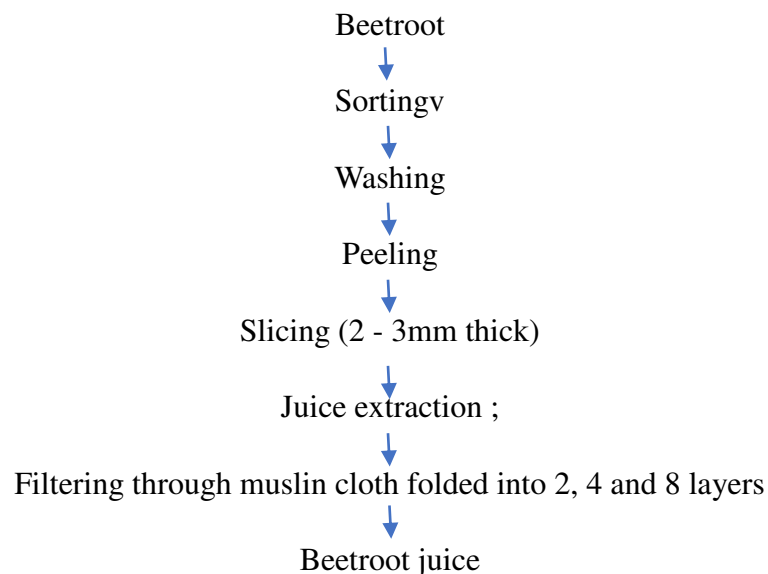 Beetroot
Sortingv
Washing
Peeling
Slicing (2 - 3mm thick)
Juice extraction ;
Filtering through muslin cloth folded into 2, 4 and 8 layers
Beetroot juice